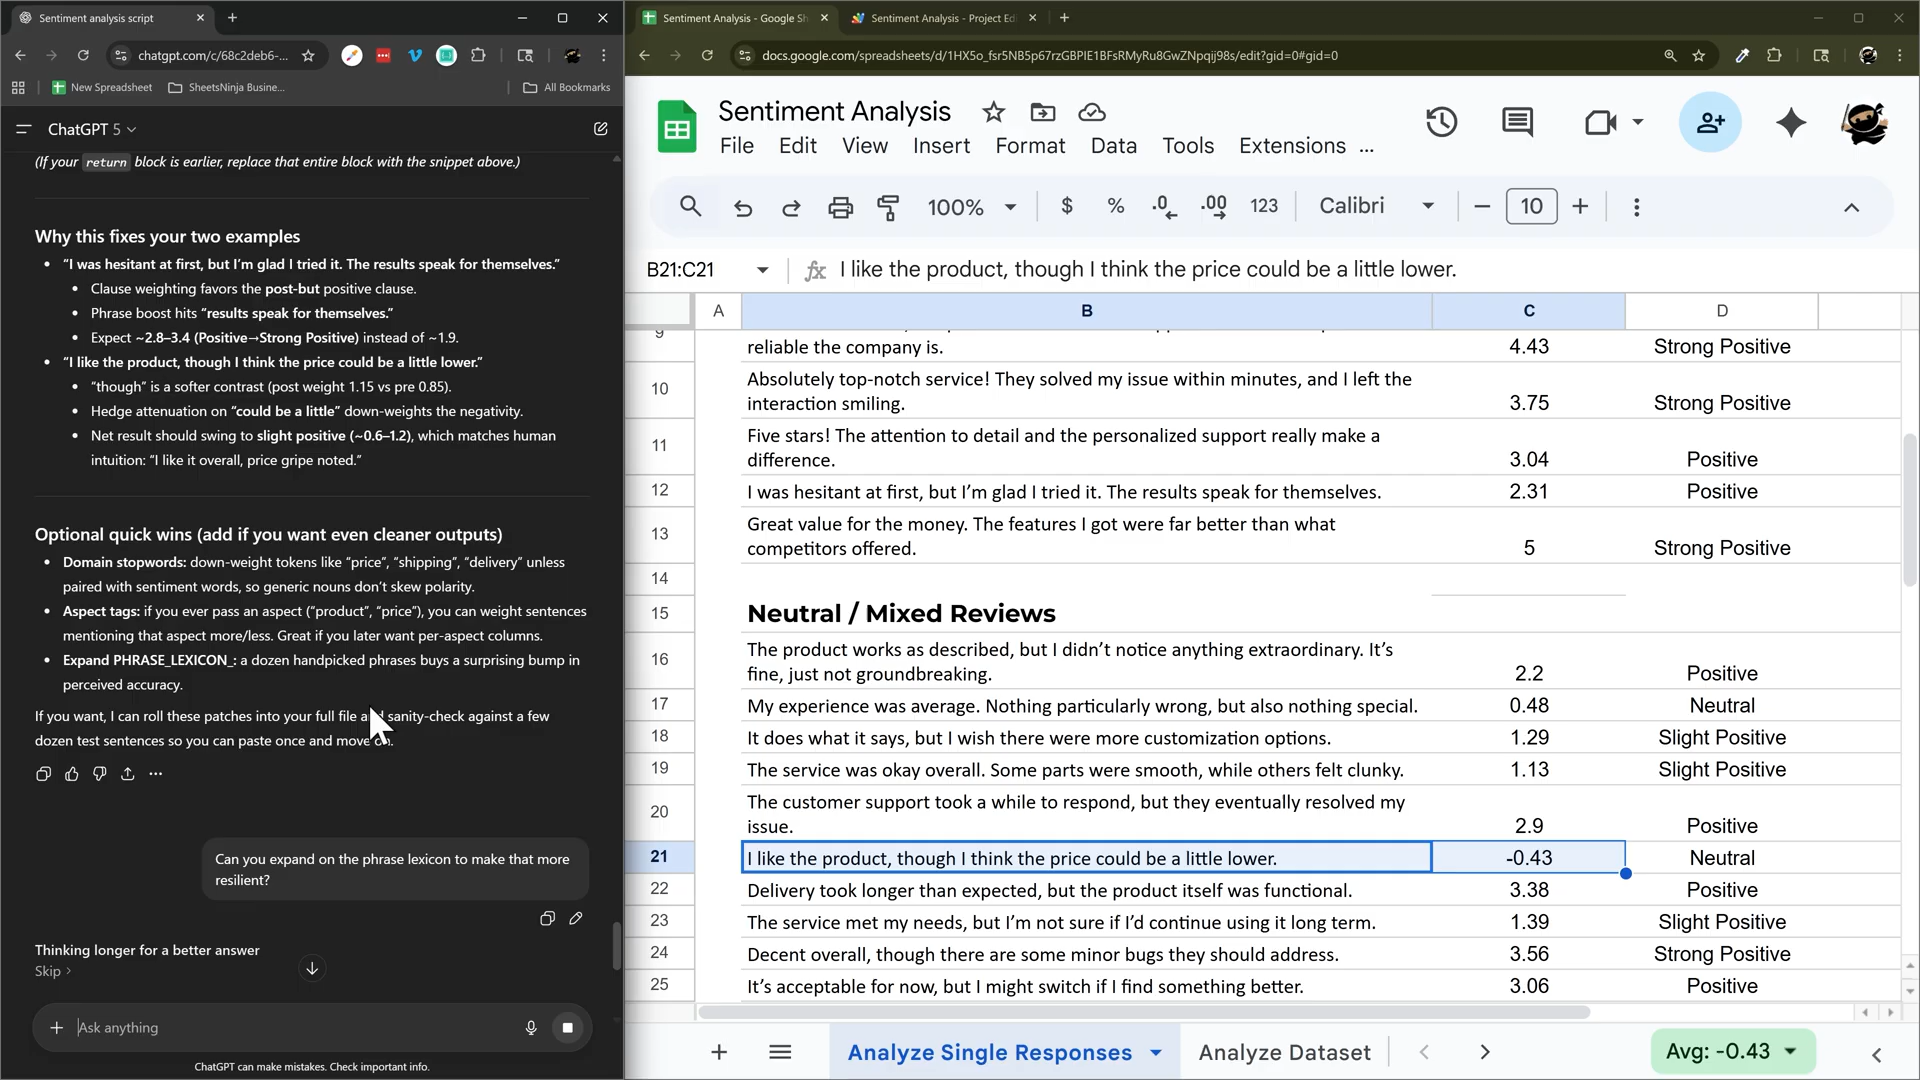 Sentiment analysis script
chatgpt.com/c/68c2deb6-...
New Spreadsheet
SheetsNinja Busine...
All Bookmarks
ChatGPT 5
(If your return block is earlier, replace that entire block with the snippet above.)
Why this fixes your two examples
• “I was hesitant at first, but I’m glad I tried it. The results speak for themselves.”
• Clause weighting favors the post-but positive clause.
• Phrase boost hits “results speak for themselves.”
• Expect ~2.8–3.4 (Positive→Strong Positive) instead of ~1.9.
• “I like the product, though I think the price could be a little lower.”
• “though” is a softer contrast (post weight 1.15 vs pre 0.85).
• Hedge attenuation on “could be a little” down-weights the negativity.
• Net result should swing to slight positive (~0.6–1.2), which matches human
intuition: “I like it overall, price gripe noted.”
Optional quick wins (add if you want even cleaner outputs)
• Domain stopwords: down-weight tokens like “price”, “shipping”, “delivery” unless
paired with sentiment words, so generic nouns don’t skew polarity.
• Aspect tags: if you ever pass an aspect (“product”, “price”), you can weight sentences
mentioning that aspect more/less. Great if you later want per-aspect columns.
• Expand PHRASE_LEXICON_: a dozen handpicked phrases buys a surprising bump in
perceived accuracy.
If you want, I can roll these patches into your full file and sanity-check against a few
dozen test sentences so you can paste once and move on.
Can you expand on the phrase lexicon to make that more
resilient?
Thinking longer for a better answer
Skip >
Ask anything
ChatGPT can make mistakes. Check important info.
Sentiment Analysis - Google Sh
Sentiment Analysis - Project Edi
docs.google.com/spreadsheets/d/1HX5o_fsr5NB5p67rzGBPIE1BFsRMyRu8GwZNpqij98s/edit?gid=0#gid=0
Sentiment Analysis
File Edit View Insert Format Data Tools Extensions ...
100% $ % .0 .00 123 Calibri 10
B21:C21 fx I like the product, though I think the price could be a little lower.
A B C D
9 reliable the company is. 4.43 Strong Positive
10 Absolutely top-notch service! They solved my issue within minutes, and I left the
interaction smiling. 3.75 Strong Positive
11 Five stars! The attention to detail and the personalized support really make a
difference. 3.04 Positive
12 I was hesitant at first, but I’m glad I tried it. The results speak for themselves. 2.31 Positive
13 Great value for the money. The features I got were far better than what
competitors offered. 5 Strong Positive
14
15 Neutral / Mixed Reviews
16 The product works as described, but I didn’t notice anything extraordinary. It’s
fine, just not groundbreaking. 2.2 Positive
17 My experience was average. Nothing particularly wrong, but also nothing special. 0.48 Neutral
18 It does what it says, but I wish there were more customization options. 1.29 Slight Positive
19 The service was okay overall. Some parts were smooth, while others felt clunky. 1.13 Slight Positive
20 The customer support took a while to respond, but they eventually resolved my
issue. 2.9 Positive
21 I like the product, though I think the price could be a little lower. -0.43 Neutral
22 Delivery took longer than expected, but the product itself was functional. 3.38 Positive
23 The service met my needs, but I’m not sure if I’d continue using it long term. 1.39 Slight Positive
24 Decent overall, though there are some minor bugs they should address. 3.56 Strong Positive
25 It’s acceptable for now, but I might switch if I find something better. 3.06 Positive
Analyze Single Responses Analyze Dataset Avg: -0.43